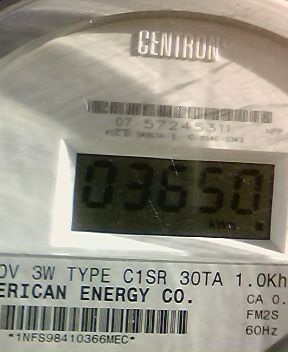 CENTRON
07 57245311
03650
KWH
0V 3W TYPE C1SR 30TA 1.0Kh
ERICAN ENERGY CO.
CA 0.
FM2S
60Hz
*1NFS98410366MEC*